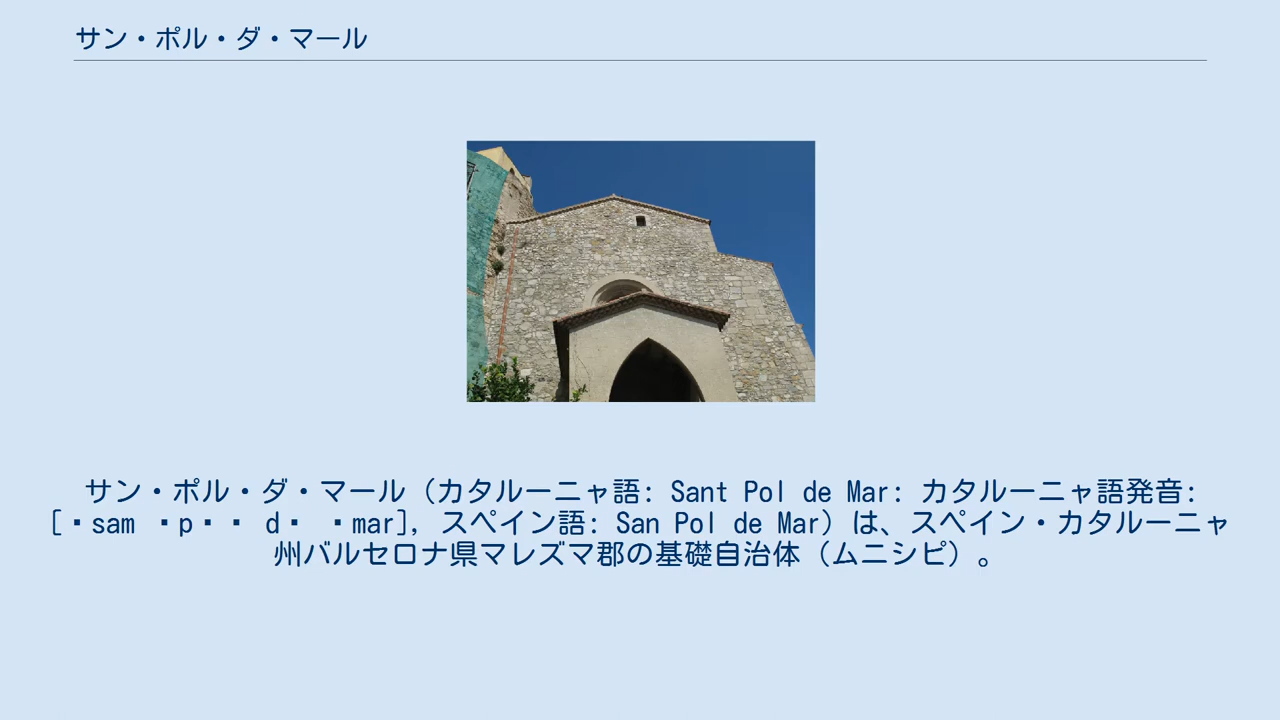 サン・ポル・ダ・マール
サン・ポル・ダ・マール（カタルーニャ語: Sant Pol de Mar: カタルーニャ語発音:
[▪sam ▪p▪▪ d▪ ▪mar], スペイン語: San Pol de Mar）は、スペイン・カタルーニャ
州バルセロナ県マレズマ郡の基礎自治体（ムニシピ）。